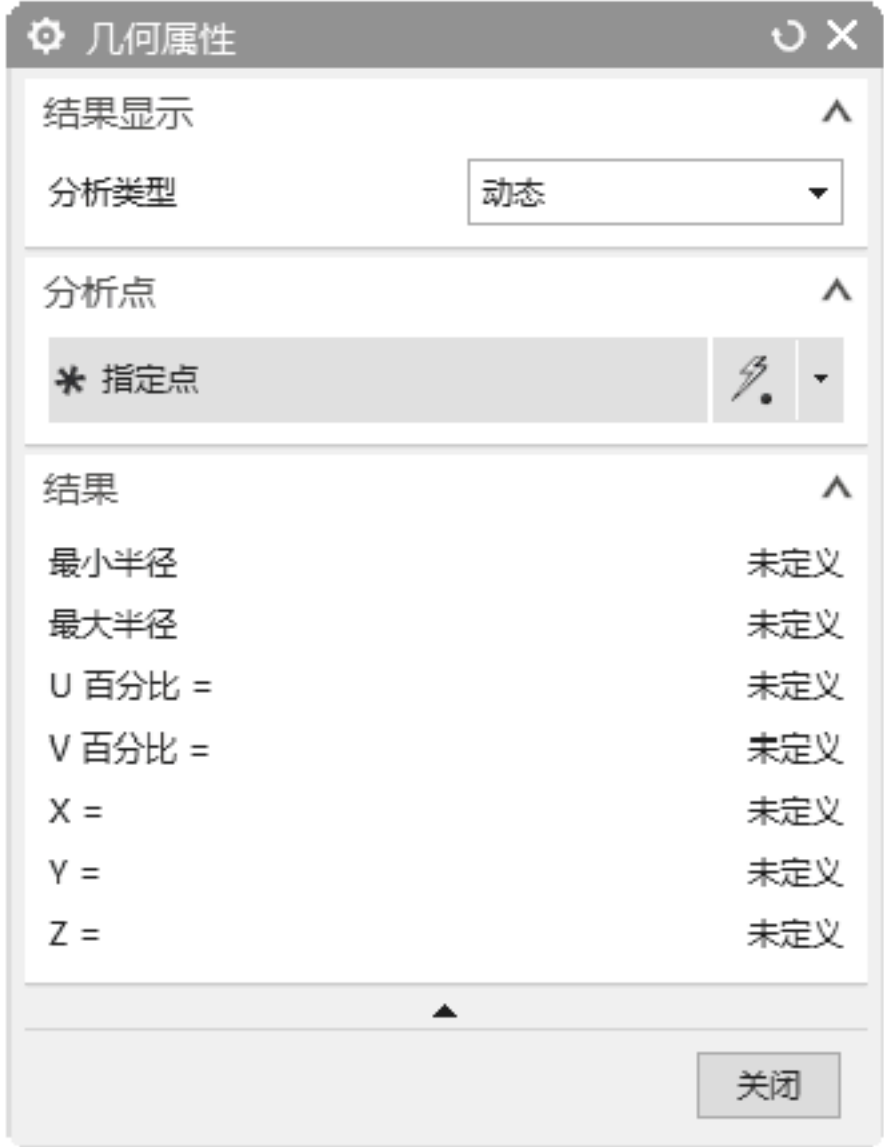 几何属性
结果显示
分析类型 动态
分析点
* 指定点
结果
最小半径 未定义
最大半径 未定义
U 百分比 = 未定义
V 百分比 = 未定义
X = 未定义
Y = 未定义
Z = 未定义
关闭